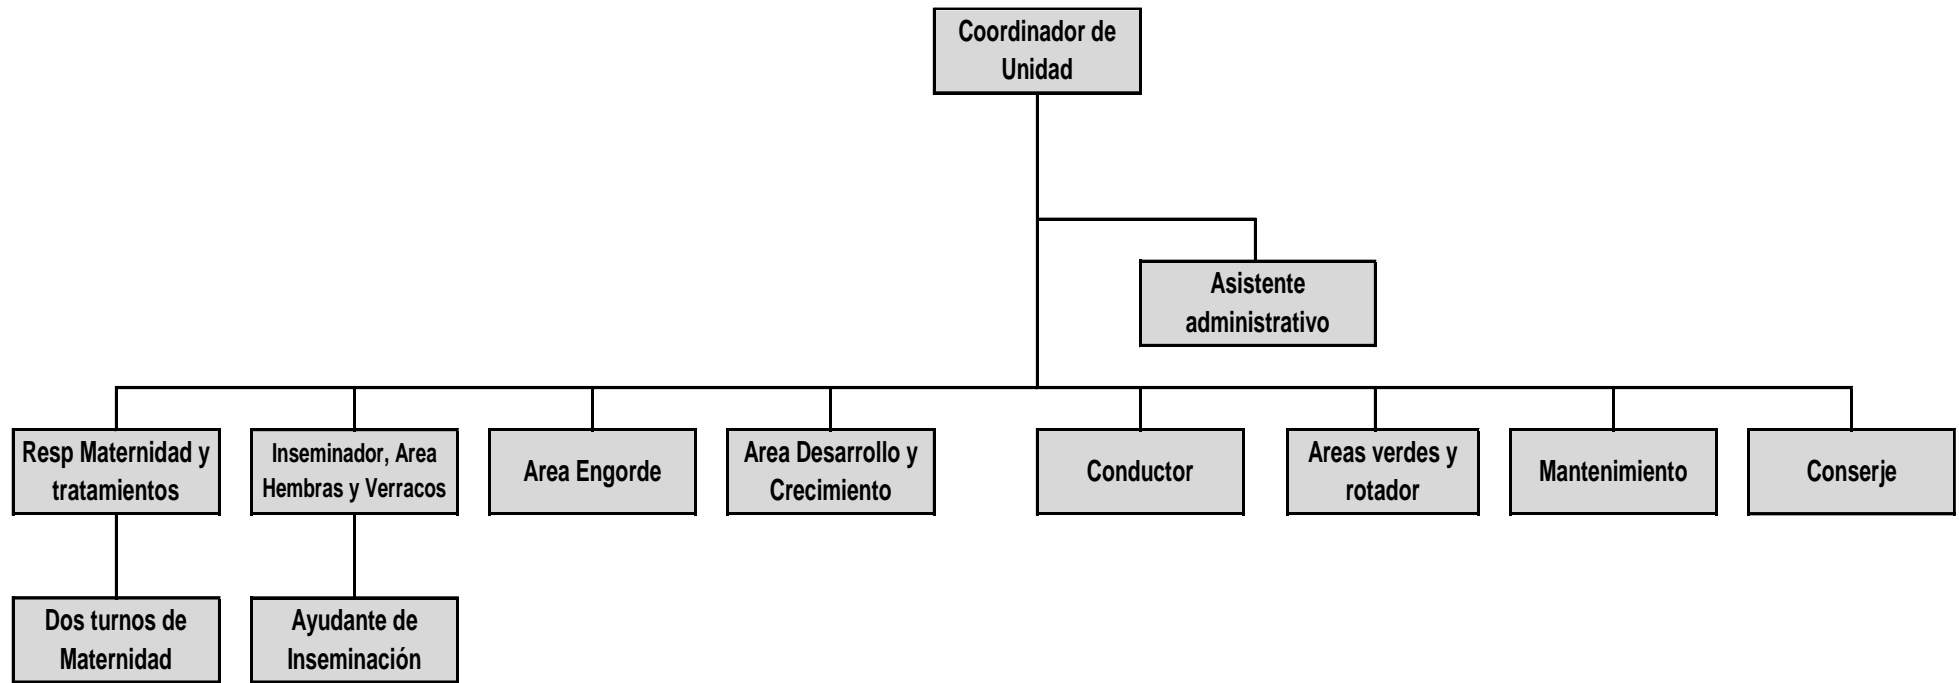 Coordinador de
Unidad
Asistente
administrativo
Resp Maternidad y
tratamientos
Inseminador, Area
Hembras y Verracos
Area Engorde
Area Desarrollo y
Crecimiento
Conductor
Areas verdes y
rotador
Mantenimiento
Conserje
Dos turnos de
Maternidad
Ayudante de
Inseminación